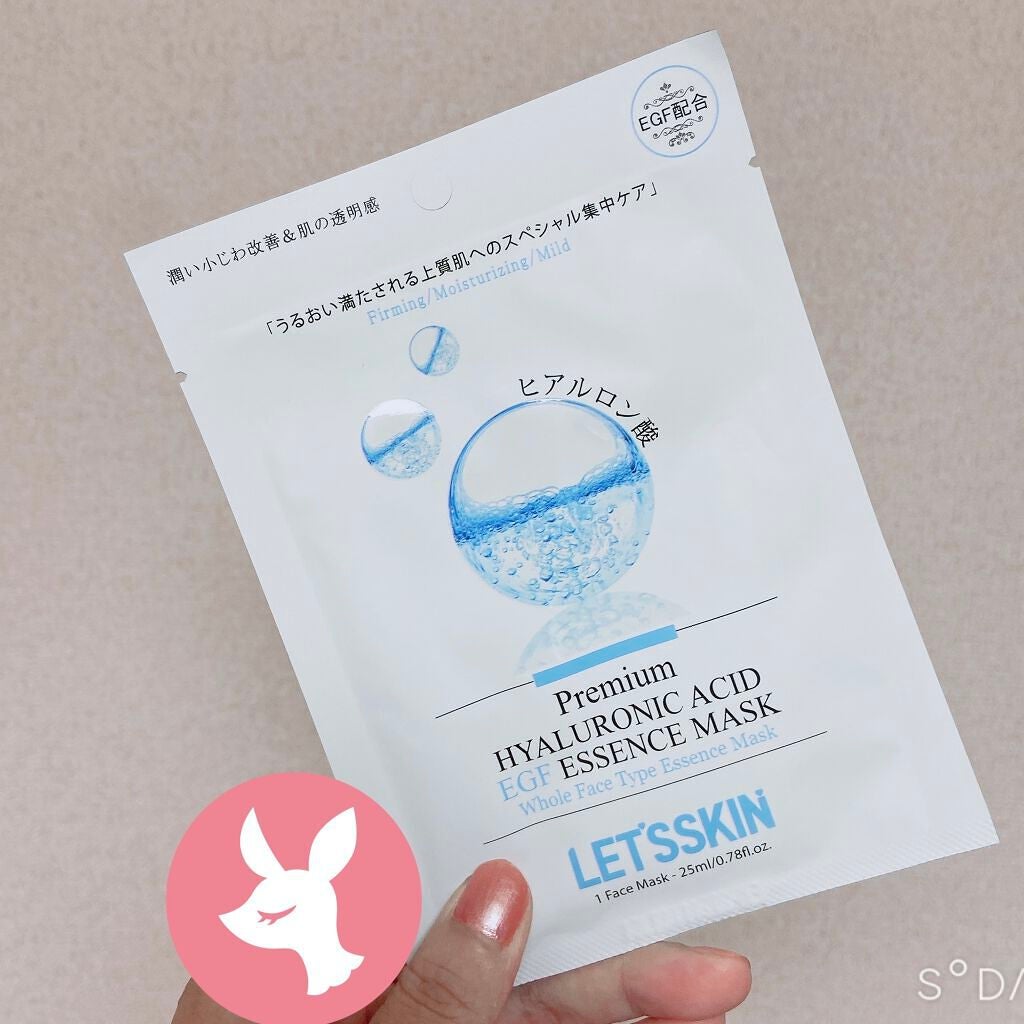 EGF配合
潤い小じわ改善&肌の透明感
「うるおい満たされる上質肌へのスペシャル集中ケア」
Firming/Moisturizing/Mild
ヒアルロン酸
Premium
HYALURONIC ACID
EGF ESSENCE MASK
Whole Face Type Essence Mask
LET'SSKIN
1 Face Mask - 25ml/0.78fl.oz.